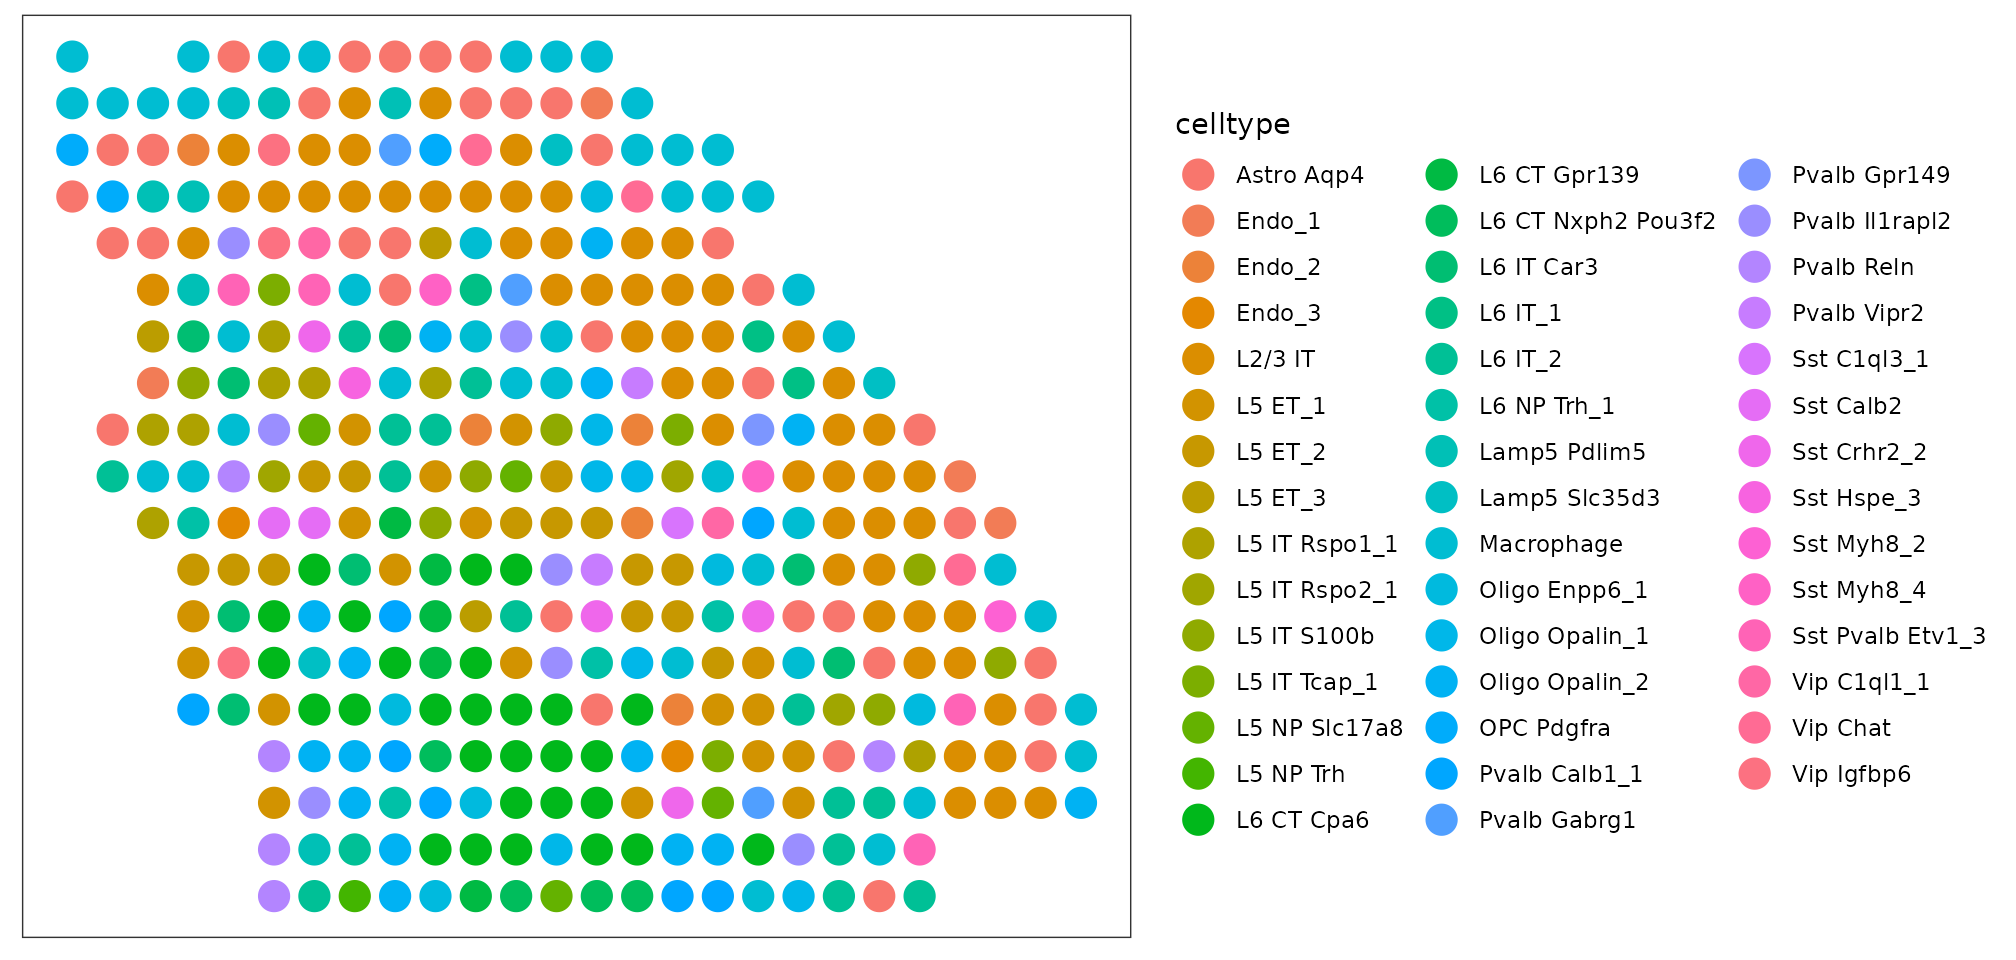 celltype
Astro Aqp4
Endo_1
Endo_2
Endo_3
L2/3 IT
L5 ET_1
L5 ET_2
L5 ET_3
L5 IT Rspo1_1
L5 IT Rspo2_1
L5 IT S100b
L5 IT Tcap_1
L5 NP Slc17a8
L5 NP Trh
L6 CT Cpa6
L6 CT Gpr139
L6 CT Nxph2 Pou3f2
L6 IT Car3
L6 IT_1
L6 IT_2
L6 NP Trh_1
Lamp5 Pdlim5
Lamp5 Slc35d3
Macrophage
Oligo Enpp6_1
Oligo Opalin_1
Oligo Opalin_2
OPC Pdgfra
Pvalb Calb1_1
Pvalb Gabrg1
Pvalb Gpr149
Pvalb Il1rapl2
Pvalb Reln
Pvalb Vipr2
Sst C1ql3_1
Sst Calb2
Sst Crhr2_2
Sst Hspe_3
Sst Myh8_2
Sst Myh8_4
Sst Pvalb Etv1_3
Vip C1ql1_1
Vip Chat
Vip Igfbp6